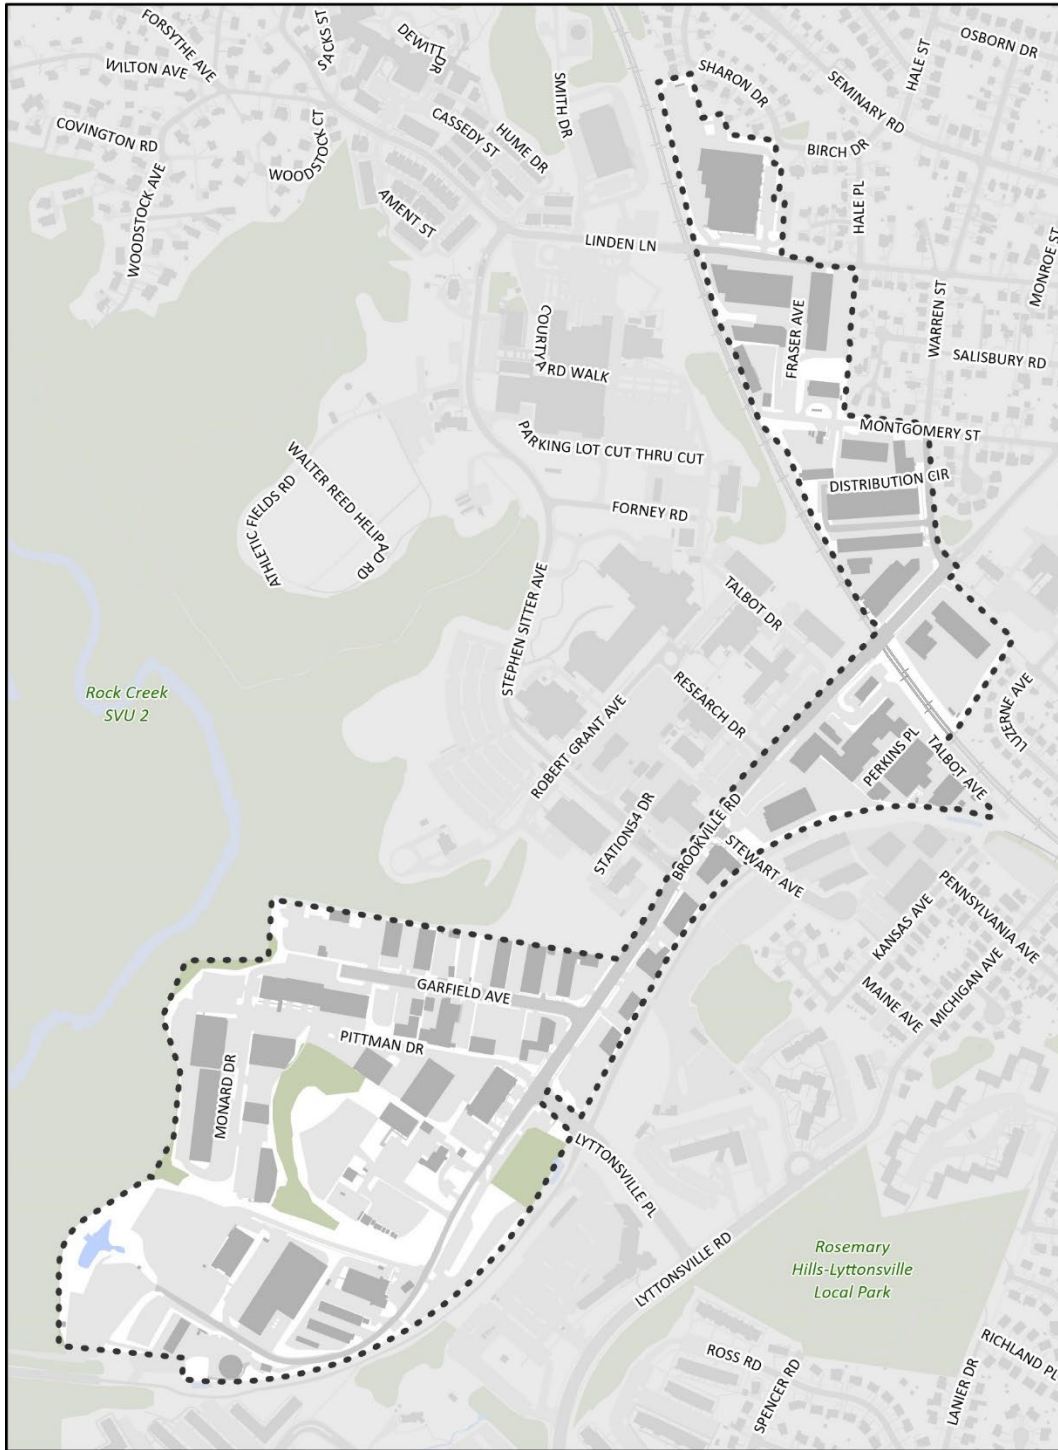 FORSYTHE AVE
SACKS ST
DEWITT DR
OSBORN DR
WILTON AVE
HALE ST
SHARON DR
SEMINARY RD
SMITH DR
COVINGTON RD
CASSEDY ST
HUME DR
BIRCH DR
WOODSTOCK CT
WOODSTOCK AVE
AMENT ST
HALE PL
LINDEN LN
MONROE ST
WARREN ST
FRASER AVE
COURTYARD WALK
SALISBURY RD
MONTGOMERY ST
PARKING LOT CUT THRU CUT
WALTER REED HELIPAD RD
DISTRIBUTION CIR
ATHLETIC FIELDS RD
FORNEY RD
TALBOT DR
STEPHEN SITTER AVE
Rock Creek
SVU 2
RESEARCH DR
LUZERNE AVE
ROBERT GRANT AVE
PERKINS PL
TALBOT AVE
STATION54 DR
BROOKVILLE RD
STEWART AVE
PENNSYLVANIA AVE
KANSAS AVE
GARFIELD AVE
MAINE AVE
MICHIGAN AVE
PITTMAN DR
MONARD DR
LYTTONSVILLE PL
LYTTONSVILLE RD
Rosemary
Hills-Lyttonsville
Local Park
ROSS RD
SPENCER RD
RICHLAND PL
LANIER DR